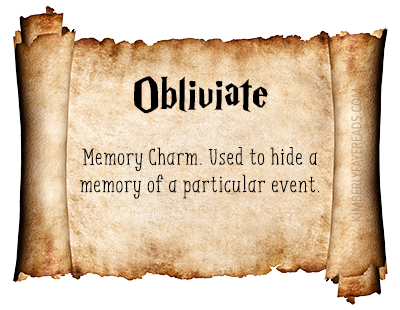 Obliviate
Memory Charm. Used to hide a
memory of a particular event.
KIMBERLYFAYEREADS.COM